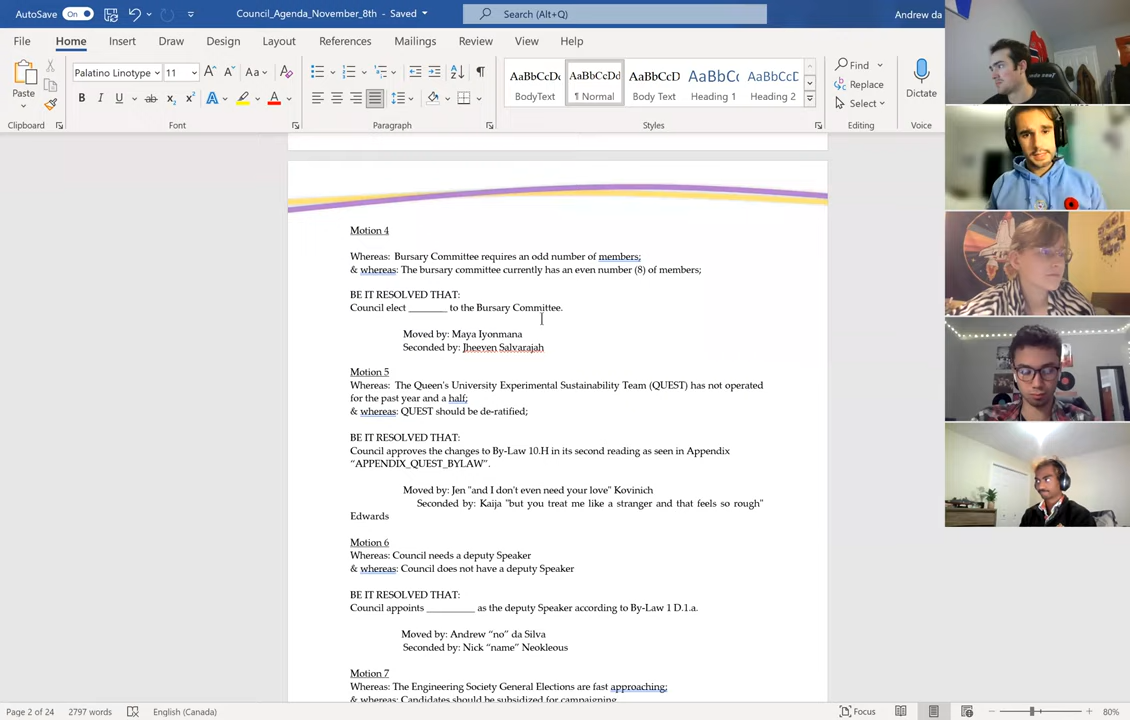 AutoSave On Council_Agenda_November_8th - Saved Search (Alt+Q) Andrew da
File Home Insert Draw Design Layout References Mailings Review View Help
Paste
Clipboard
Palatino Linotype 11
Font
Paragraph
AaBbCcDc AaBbCcDd AaBbCcD AaBbCc AaBbCcC
BodyText ¶ Normal Body Text Heading 1 Heading 2
Styles
Find
Replace
Select
Editing
Dictate
Voice
Motion 4
Whereas: Bursary Committee requires an odd number of members;
& whereas: The bursary committee currently has an even number (8) of members;
BE IT RESOLVED THAT:
Council elect ________ to the Bursary Committee.
Moved by: Maya Iyonmana
Seconded by: Jheeven Salvarajah
Motion 5
Whereas: The Queen's University Experimental Sustainability Team (QUEST) has not operated
for the past year and a half;
& whereas: QUEST should be de-ratified;
BE IT RESOLVED THAT:
Council approves the changes to By-Law 10.H in its second reading as seen in Appendix
“APPENDIX_QUEST_BYLAW”.
Moved by: Jen "and I don't even need your love" Kovinich
Seconded by: Kaija "but you treat me like a stranger and that feels so rough"
Edwards
Motion 6
Whereas: Council needs a deputy Speaker
& whereas: Council does not have a deputy Speaker
BE IT RESOLVED THAT:
Council appoints __________ as the deputy Speaker according to By-Law 1 D.1.a.
Moved by: Andrew “no” da Silva
Seconded by: Nick “name” Neokleous
Motion 7
Whereas: The Engineering Society General Elections are fast approaching;
& whereas: Candidates should be subsidized for campaigning
Page 2 of 24 2797 words English (Canada) Focus 80%